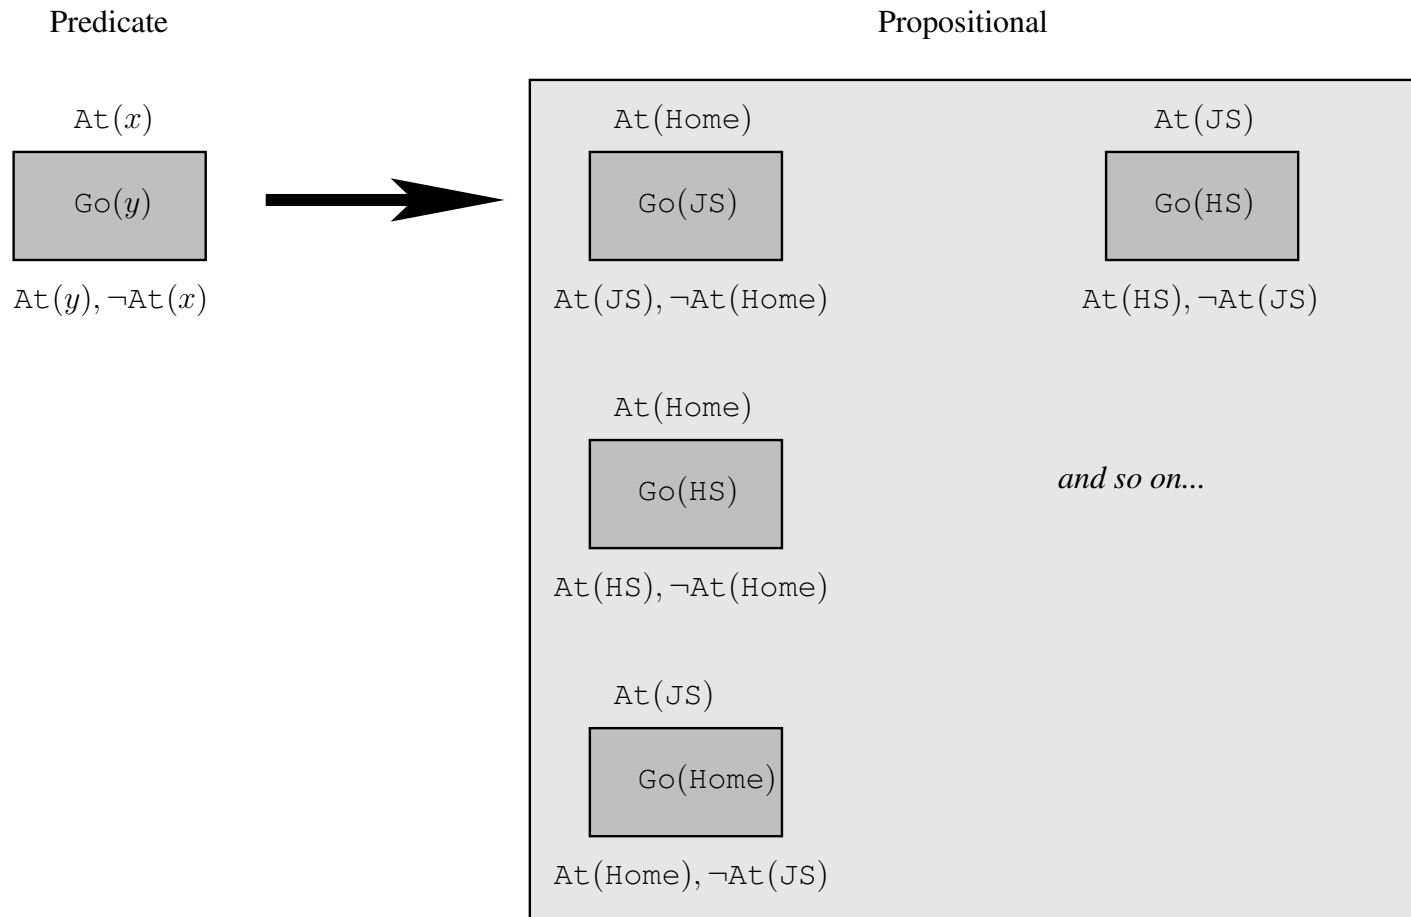 Predicate
Propositional
At(x)
Go(y)
At(y), ¬At(x)
At(Home)
Go(JS)
At(JS), ¬At(Home)
At(JS)
Go(HS)
At(HS), ¬At(JS)
At(Home)
Go(HS)
At(HS), ¬At(Home)
and so on...
At(JS)
Go(Home)
At(Home), ¬At(JS)